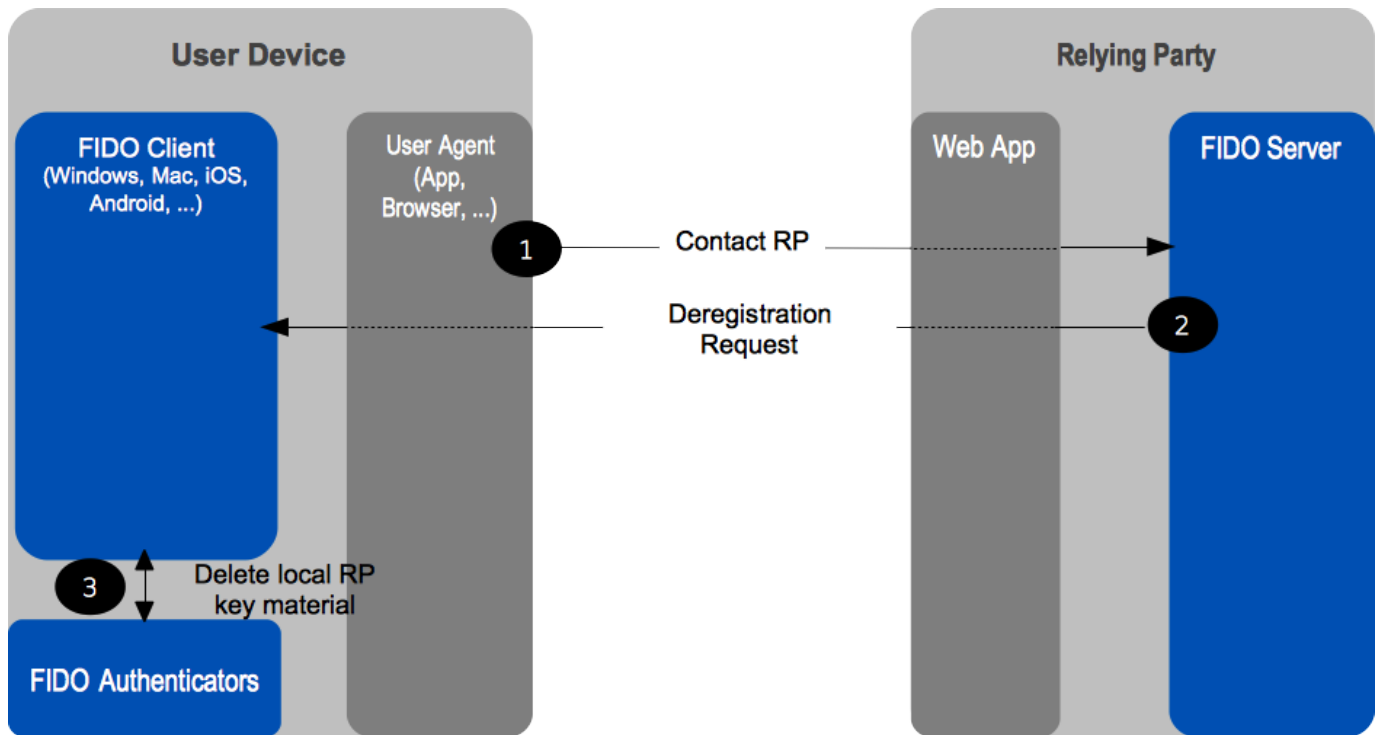 User Device
FIDO Client
(Windows, Mac, iOS,
Android, ...)
User Agent
(App,
Browser, ...)
Relying Party
Web App
FIDO Server
1
Contact RP
Deregistration
Request
2
3
Delete local RP
key material
FIDO Authenticators